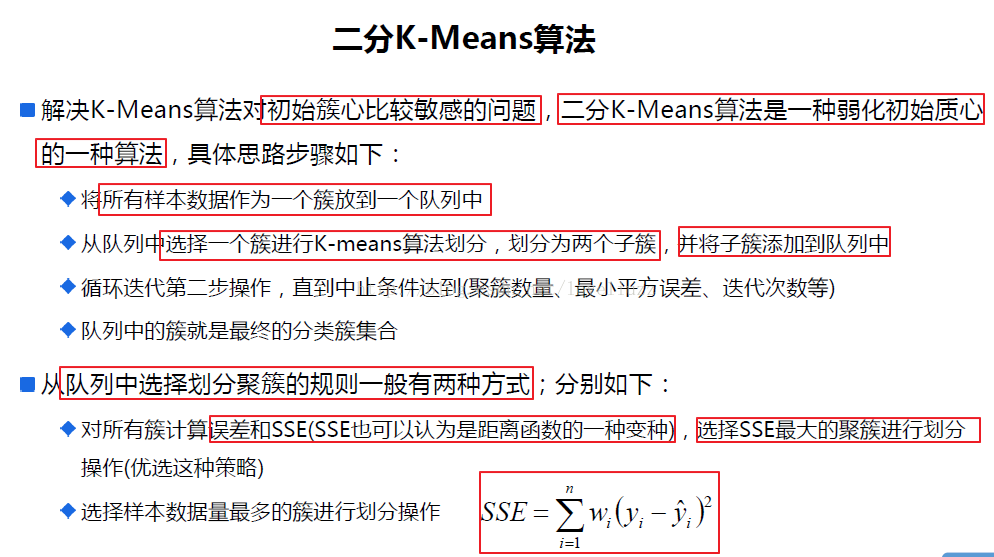 二分K-Means算法
解决K-Means算法对初始簇心比较敏感的问题，二分K-Means算法是一种弱化初始质心
的一种算法，具体思路步骤如下：
将所有样本数据作为一个簇放到一个队列中
从队列中选择一个簇进行K-means算法划分，划分为两个子簇，并将子簇添加到队列中
循环迭代第二步操作，直到中止条件达到(聚簇数量、最小平方误差、迭代次数等)
队列中的簇就是最终的分类簇集合
从队列中选择划分聚簇的规则一般有两种方式；分别如下：
对所有簇计算误差和SSE(SSE也可以认为是距离函数的一种变种)，选择SSE最大的聚簇进行划分
操作(优选这种策略)
选择样本数据量最多的簇进行划分操作
$SSE = \sum_{i=1}^{n} w_i (y_i - \hat{y}_i)^2$